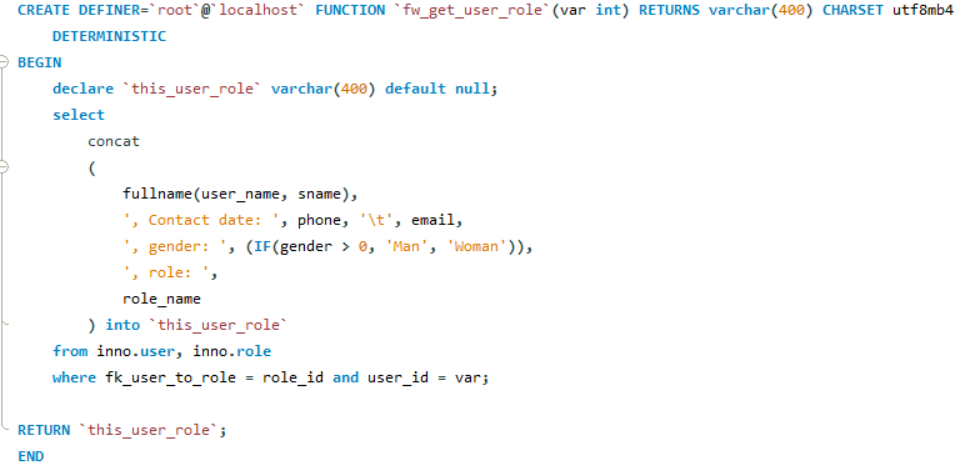 CREATE DEFINER=`root`@`localhost` FUNCTION `fw_get_user_role`(var int) RETURNS varchar(400) CHARSET utf8mb4
    DETERMINISTIC
BEGIN
    declare `this_user_role` varchar(400) default null;
    select
        concat
        (
            fullname(user_name, sname),
            ', Contact date: ', phone, '\t', email,
            ', gender: ', (IF(gender > 0, 'Man', 'Woman')),
            ', role: ',
            role_name
        ) into `this_user_role`
    from inno.user, inno.role
    where fk_user_to_role = role_id and user_id = var;
RETURN `this_user_role`;
END